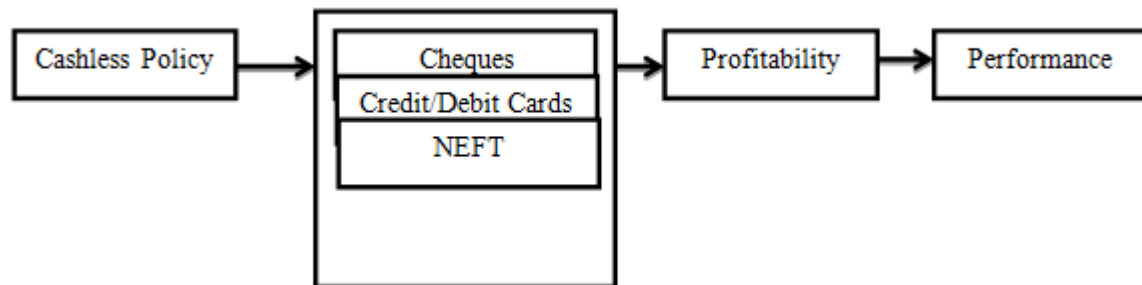 Cashless Policy
Cheques
Credit/Debit Cards
NEFT
Profitability
Performance